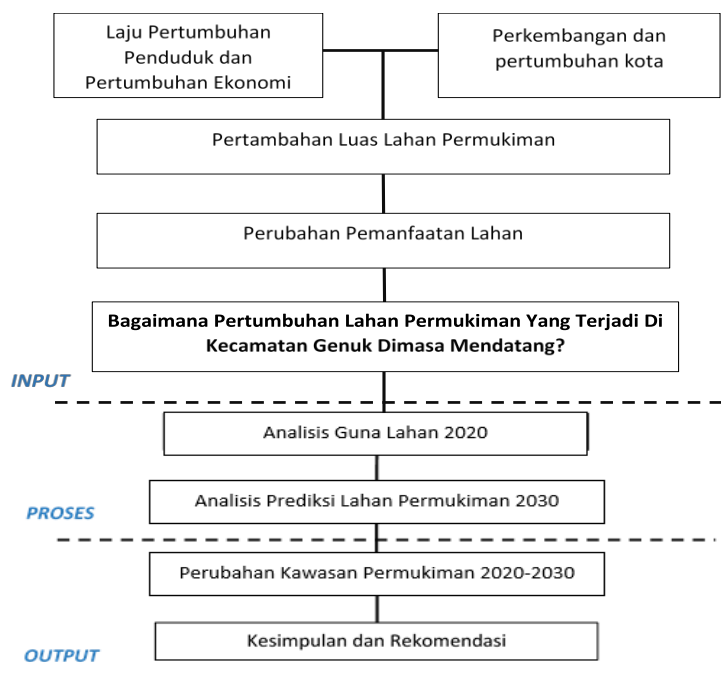 Laju Pertumbuhan
Penduduk dan
Pertumbuhan Ekonomi
Perkembangan dan
pertumbuhan kota
Pertambahan Luas Lahan Permukiman
Perubahan Pemanfaatan Lahan
Bagaimana Pertumbuhan Lahan Permukiman Yang Terjadi Di
Kecamatan Genuk Dimasa Mendatang?
INPUT
Analisis Guna Lahan 2020
Analisis Prediksi Lahan Permukiman 2030
PROSES
Perubahan Kawasan Permukiman 2020-2030
Kesimpulan dan Rekomendasi
OUTPUT